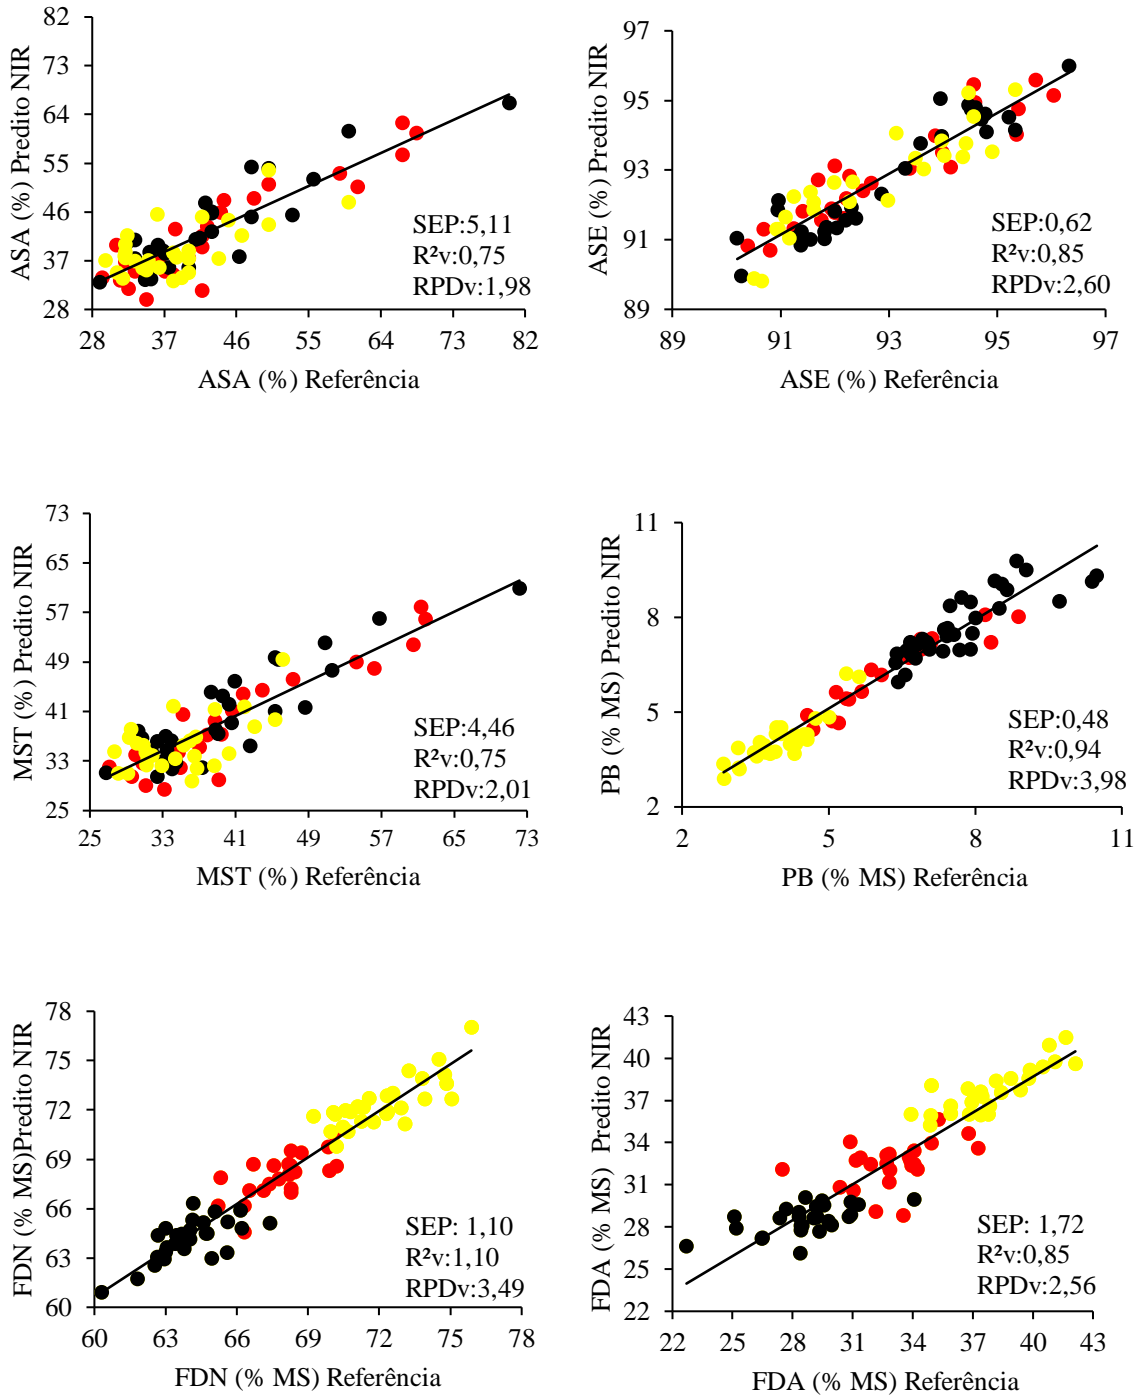 ASA (%) Predito NIR
82
73
64
55
46
37
28
SEP:5,11
R²v:0,75
RPDv:1,98
28 37 46 55 64 73 82
ASA (%) Referência
ASE (%) Predito NIR
97
95
93
91
89
SEP:0,62
R²v:0,85
RPDv:2,60
89 91 93 95 97
ASE (%) Referência
MST (%) Predito NIR
73
65
57
49
41
33
25
SEP:4,46
R²v:0,75
RPDv:2,01
25 33 41 49 57 65 73
MST (%) Referência
PB (% MS) Predito NIR
11
8
5
2
SEP:0,48
R²v:0,94
RPDv:3,98
2 5 8 11
PB (% MS) Referência
FDN (% MS)Predito NIR
78
75
72
69
66
63
60
SEP: 1,10
R²v:1,10
RPDv:3,49
60 63 66 69 72 75 78
FDN (% MS) Referência
FDA (% MS) Predito NIR
43
40
37
34
31
28
25
22
SEP: 1,72
R²v:0,85
RPDv:2,56
22 25 28 31 34 37 40 43
FDA (% MS) Referência